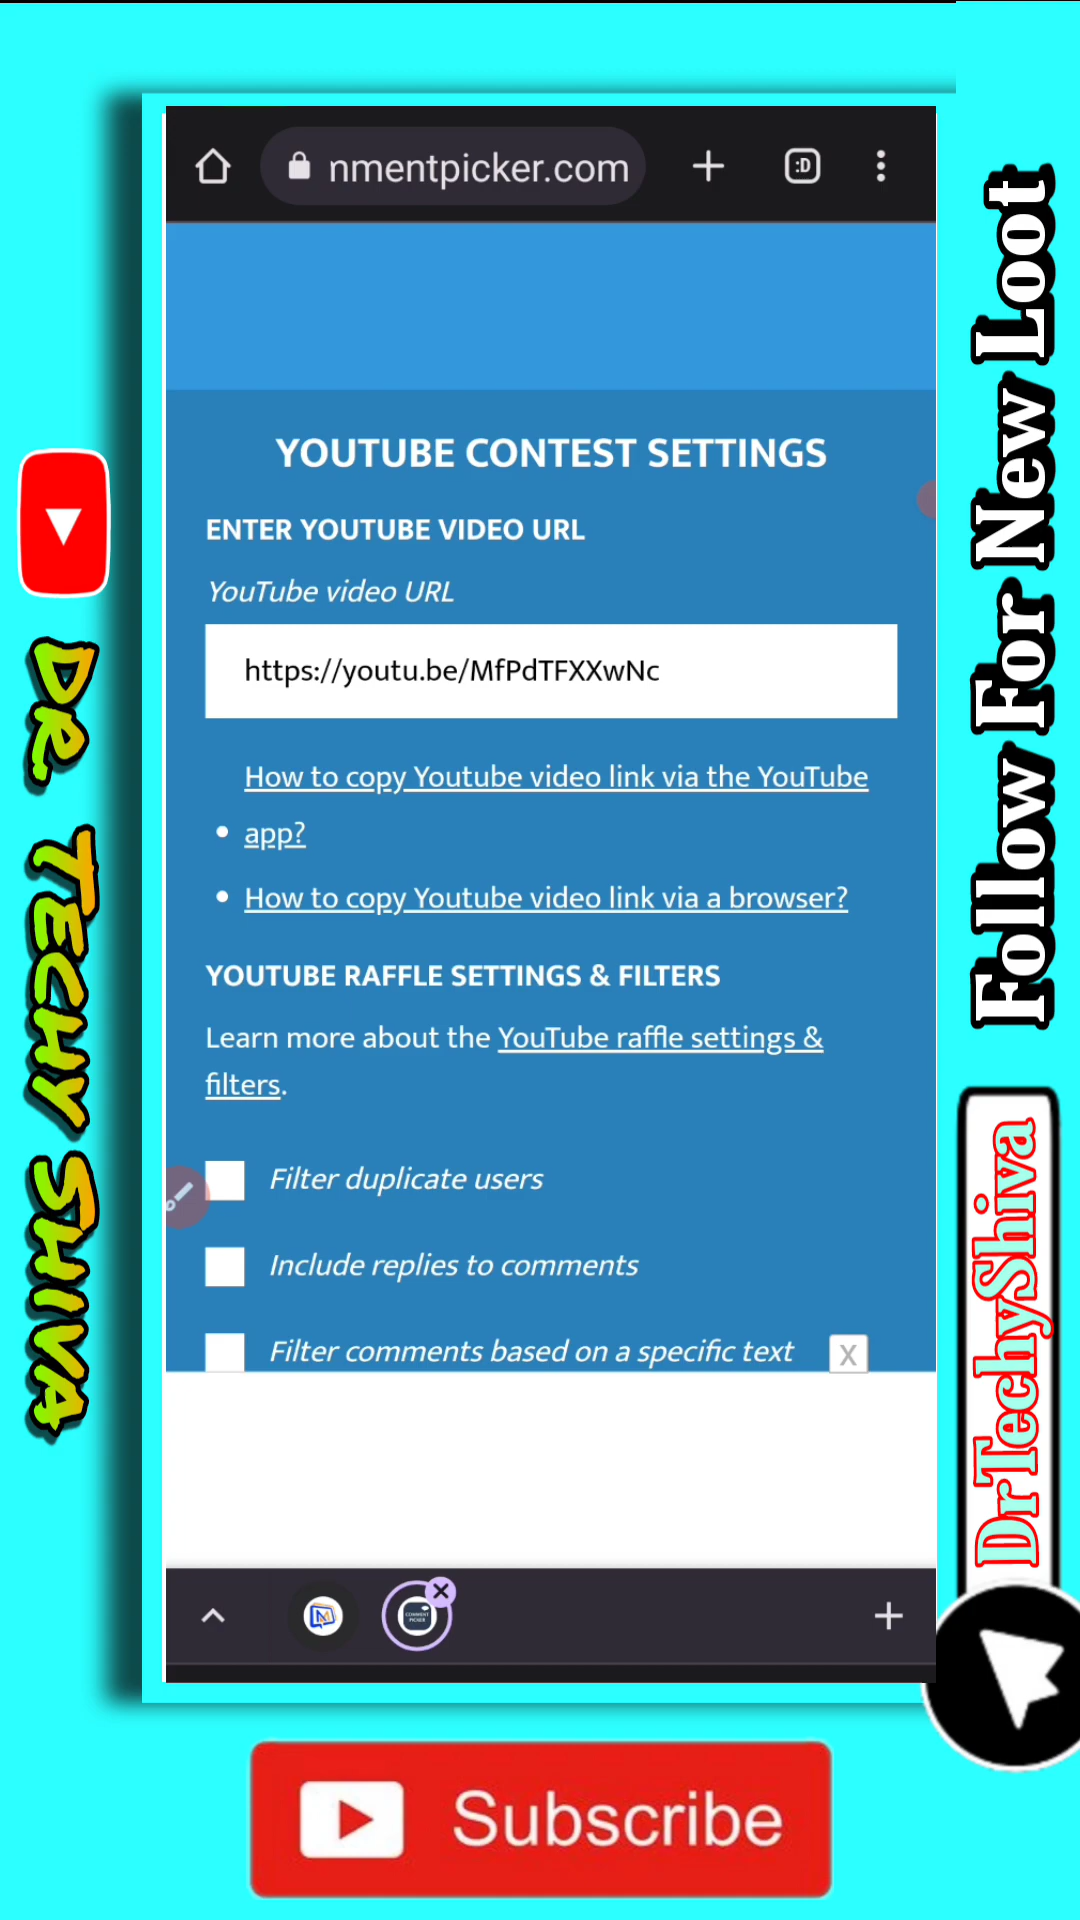 nmentpicker.com
:D
YOUTUBE CONTEST SETTINGS
ENTER YOUTUBE VIDEO URL
YouTube video URL
https://youtu.be/MfPdTFXXwNc
How to copy Youtube video link via the YouTube
app?
How to copy Youtube video link via a browser?
YOUTUBE RAFFLE SETTINGS & FILTERS
Learn more about the YouTube raffle settings &
filters.
Filter duplicate users
Include replies to comments
Filter comments based on a specific text
X
COMMENT
PICKER
DR. TECHY SHIVA
Follow For New Loot
DrTechyShiva
Subscribe